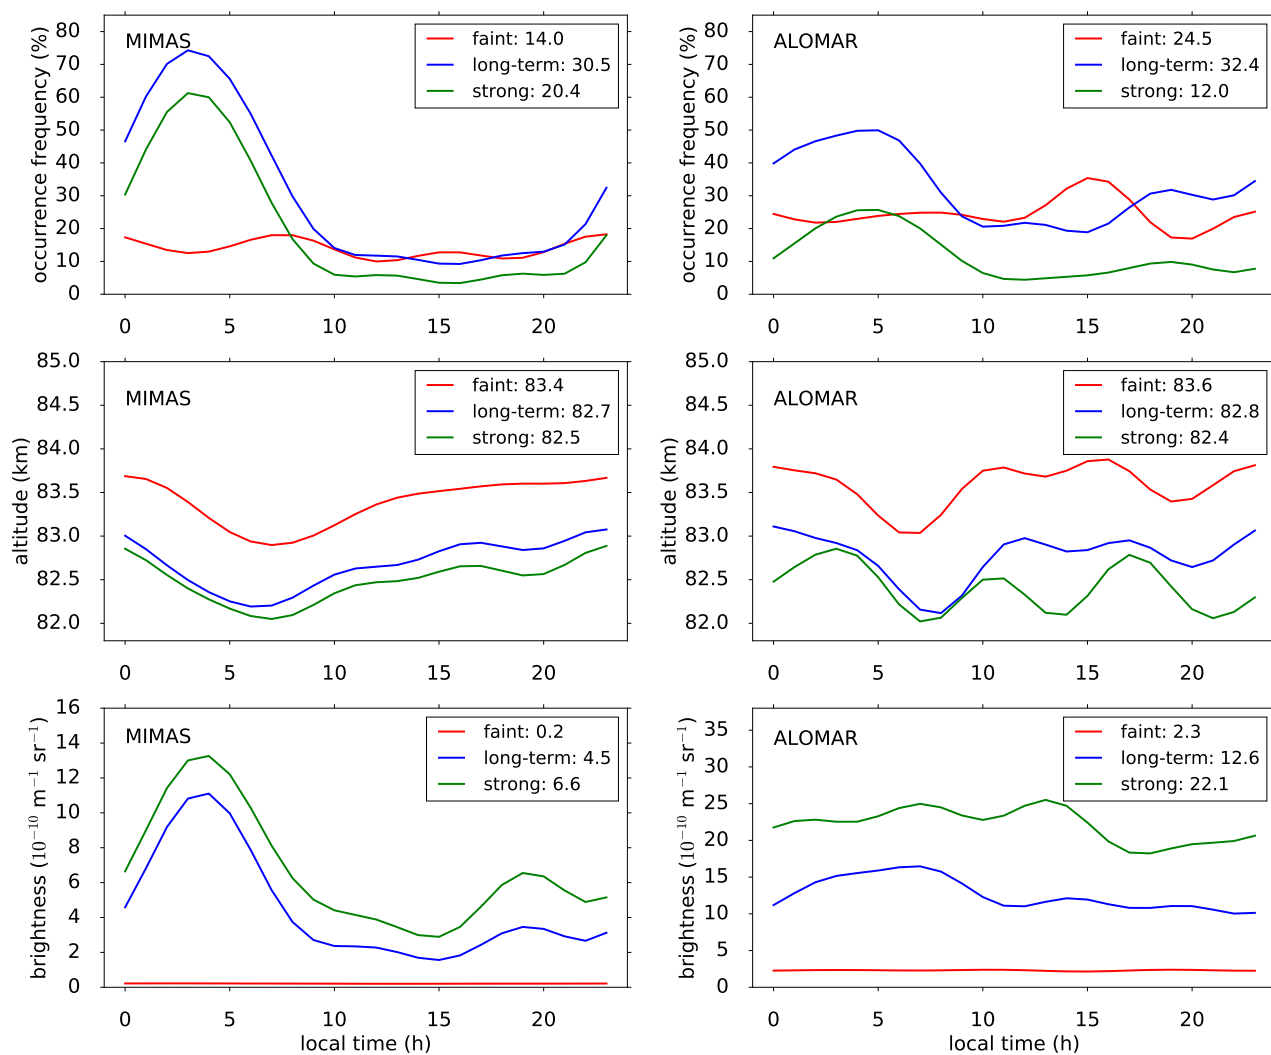 occurrence frequency (%)
80
70
60
50
40
30
20
10
0
MIMAS
faint: 14.0
long-term: 30.5
strong: 20.4
0 5 10 15 20
occurrence frequency (%)
80
70
60
50
40
30
20
10
0
ALOMAR
faint: 24.5
long-term: 32.4
strong: 12.0
0 5 10 15 20
altitude (km)
85.0
84.5
84.0
83.5
83.0
82.5
82.0
MIMAS
faint: 83.4
long-term: 82.7
strong: 82.5
0 5 10 15 20
altitude (km)
85.0
84.5
84.0
83.5
83.0
82.5
82.0
ALOMAR
faint: 83.6
long-term: 82.8
strong: 82.4
0 5 10 15 20
brightness (10⁻¹⁰ m⁻¹ sr⁻¹)
16
14
12
10
8
6
4
2
0
MIMAS
faint: 0.2
long-term: 4.5
strong: 6.6
0 5 10 15 20
local time (h)
brightness (10⁻¹⁰ m⁻¹ sr⁻¹)
35
30
25
20
15
10
5
0
ALOMAR
faint: 2.3
long-term: 12.6
strong: 22.1
0 5 10 15 20
local time (h)